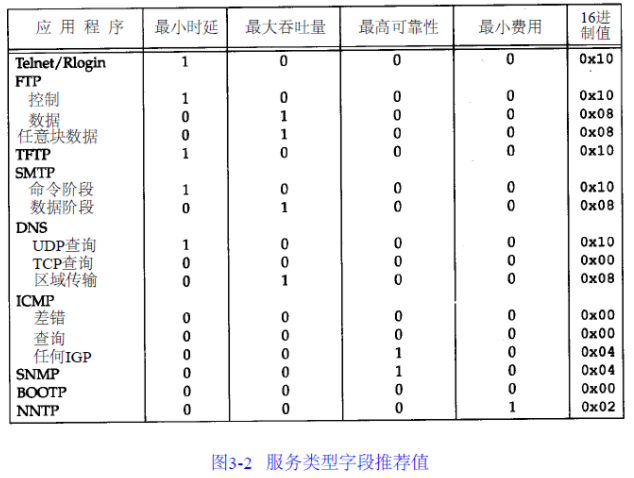 应用程序 最小时延 最大吞吐量 最高可靠性 最小费用 16进制值
Telnet/Rlogin 1 0 0 0 0x10
FTP
控制 1 0 0 0 0x10
数据 0 1 0 0 0x08
任意块数据 0 1 0 0 0x08
TFTP 1 0 0 0 0x10
SMTP
命令阶段 1 0 0 0 0x10
数据阶段 0 1 0 0 0x08
DNS
UDP查询 1 0 0 0 0x10
TCP查询 0 0 0 0 0x00
区域传输 0 1 0 0 0x08
ICMP
差错 0 0 0 0 0x00
查询 0 0 0 0 0x00
任何IGP 0 0 1 0 0x04
SNMP 0 0 1 0 0x04
BOOTP 0 0 0 0 0x00
NNTP 0 0 0 1 0x02
图3-2 服务类型字段推荐值